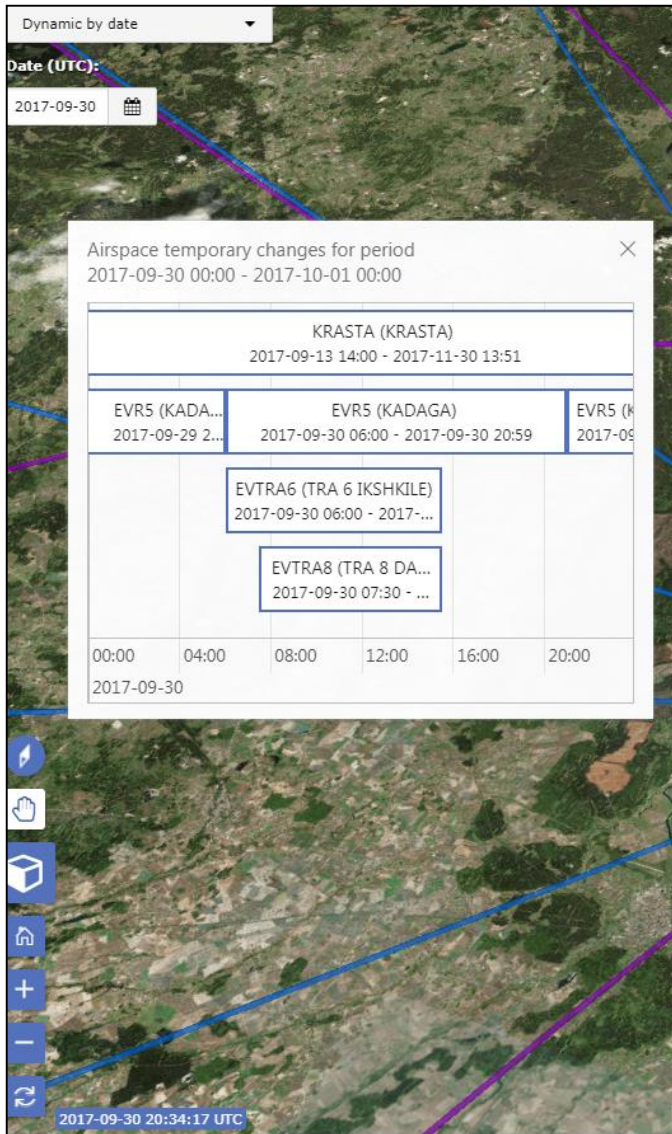 Dynamic by date
Date (UTC):
2017-09-30
Airspace temporary changes for period
2017-09-30 00:00 - 2017-10-01 00:00
KRASTA (KRASTA)
2017-09-13 14:00 - 2017-11-30 13:51
EVR5 (KADA...
2017-09-29 2...
EVR5 (KADAGA)
2017-09-30 06:00 - 2017-09-30 20:59
EVR5 (K
2017-09
EVTRA6 (TRA 6 IKSHKILE)
2017-09-30 06:00 - 2017-...
EVTRA8 (TRA 8 DA...
2017-09-30 07:30 - ...
00:00 04:00 08:00 12:00 16:00 20:00
2017-09-30
2017-09-30 20:34:17 UTC